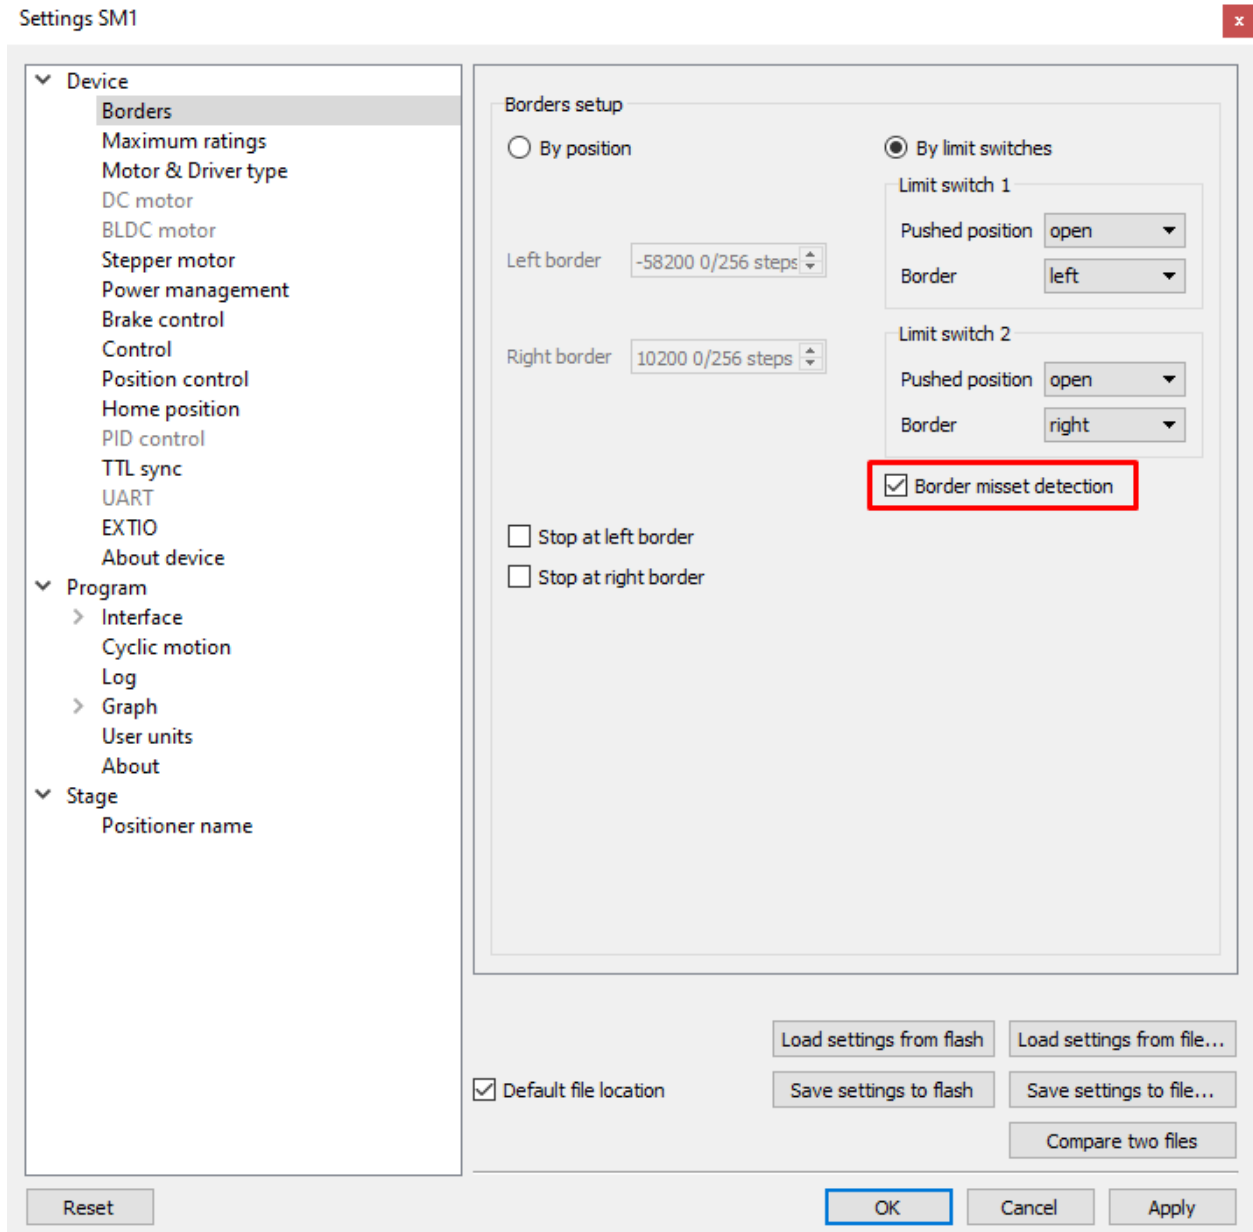 Settings SM1
x
Device
Borders
Maximum ratings
Motor & Driver type
DC motor
BLDC motor
Stepper motor
Power management
Brake control
Control
Position control
Home position
PID control
TTL sync
UART
EXTIO
About device
Program
Interface
Cyclic motion
Log
Graph
User units
About
Stage
Positioner name
Borders setup
By position
By limit switches
Limit switch 1
Pushed position open
Border left
Left border -58200 0/256 steps
Limit switch 2
Right border 10200 0/256 steps
Pushed position open
Border right
Border misset detection
Stop at left border
Stop at right border
Load settings from flash
Load settings from file...
Default file location
Save settings to flash
Save settings to file...
Compare two files
Reset
OK
Cancel
Apply